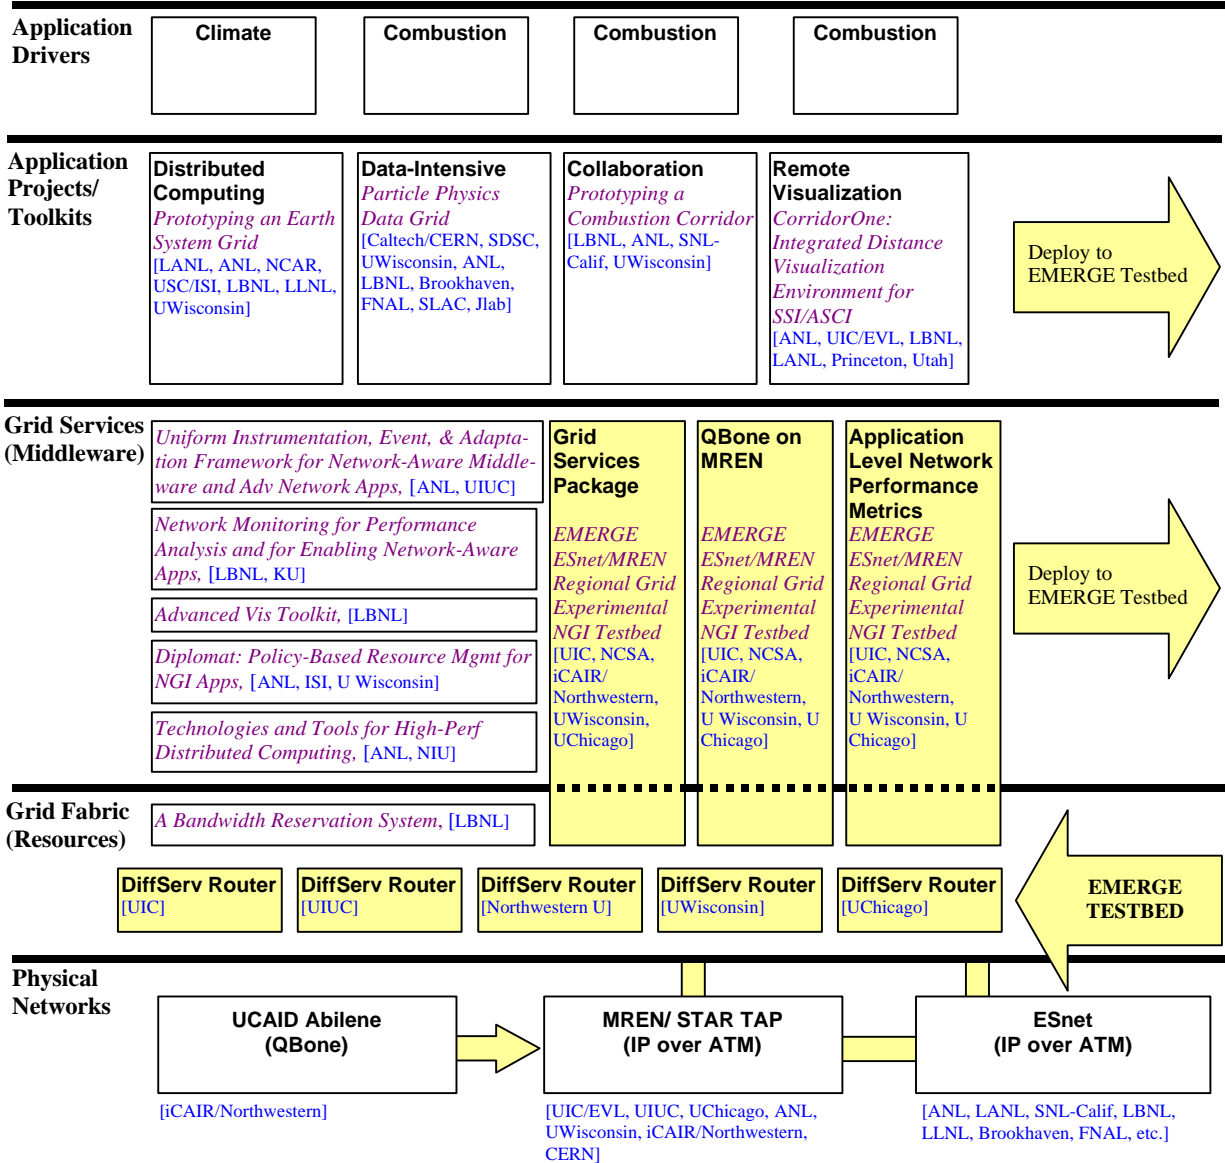 Application
Drivers
Climate
Combustion
Combustion
Combustion
Application
Projects/
Toolkits
Distributed
Computing
Prototyping an Earth
System Grid
[LANL, ANL, NCAR,
USC/ISI, LBNL, LLNL,
UWisconsin]
Data-Intensive
Particle Physics
Data Grid
[Caltech/CERN, SDSC,
UWisconsin, ANL,
LBNL, Brookhaven,
FNAL, SLAC, Jlab]
Collaboration
Prototyping a
Combustion Corridor
[LBNL, ANL, SNL-
Calif, UWisconsin]
Remote
Visualization
CorridorOne:
Integrated Distance
Visualization
Environment for
SSI/ASCI
[ANL, UIC/EVL, LBNL,
LANL, Princeton, Utah]
Deploy to
EMERGE Testbed
Grid Services
(Middleware)
Uniform Instrumentation, Event, & Adapta-
tion Framework for Network-Aware Middle-
ware and Adv Network Apps, [ANL, UIUC]
Network Monitoring for Performance
Analysis and for Enabling Network-Aware
Apps, [LBNL, KU]
Advanced Vis Toolkit, [LBNL]
Diplomat: Policy-Based Resource Mgmt for
NGI Apps, [ANL, ISI, U Wisconsin]
Technologies and Tools for High-Perf
Distributed Computing, [ANL, NIU]
Grid
Services
Package
EMERGE
ESnet/MREN
Regional Grid
Experimental
NGI Testbed
[UIC, NCSA,
iCAIR/
Northwestern,
UWisconsin,
UChicago]
QBone on
MREN
EMERGE
ESnet/MREN
Regional Grid
Experimental
NGI Testbed
[UIC, NCSA,
iCAIR/
Northwestern,
U Wisconsin, U
Chicago]
Application
Level Network
Performance
Metrics
EMERGE
ESnet/MREN
Regional Grid
Experimental
NGI Testbed
[UIC, NCSA,
iCAIR/
Northwestern,
U Wisconsin, U
Chicago]
Deploy to
EMERGE Testbed
Grid Fabric
(Resources)
A Bandwidth Reservation System, [LBNL]
DiffServ Router
[UIC]
DiffServ Router
[UIUC]
DiffServ Router
[Northwestern U]
DiffServ Router
[UWisconsin]
DiffServ Router
[UChicago]
EMERGE
TESTBED
Physical
Networks
UCAID Abilene
(QBone)
[iCAIR/Northwestern]
MREN/ STAR TAP
(IP over ATM)
[UIC/EVL, UIUC, UChicago, ANL,
UWisconsin, iCAIR/Northwestern,
CERN]
ESnet
(IP over ATM)
[ANL, LANL, SNL-Calif, LBNL,
LLNL, Brookhaven, FNAL, etc.]